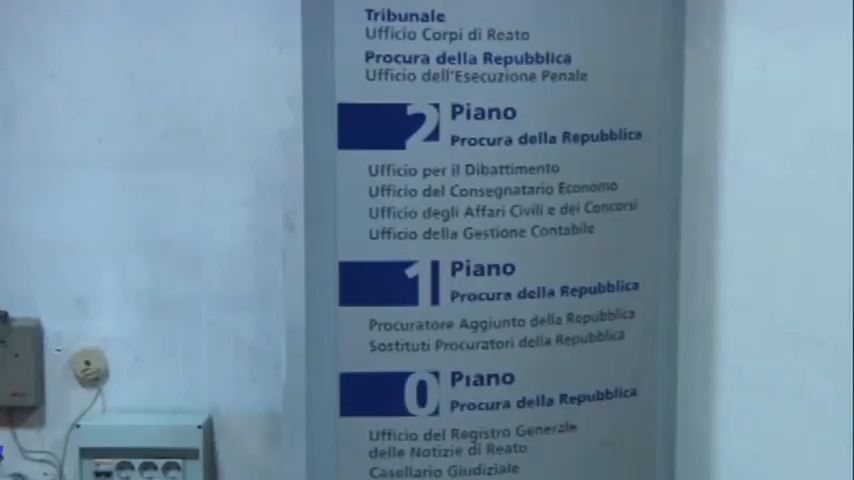 Tribunale
Ufficio Corpi di Reato
Procura della Repubblica
Ufficio dell'Esecuzione Penale
2 Piano
Procura della Repubblica
Ufficio per il Dibattimento
Ufficio del Consegnatario Economo
Ufficio degli Affari Civili e dei Concorsi
Ufficio della Gestione Contabile
1 Piano
Procura della Repubblica
Procuratore Aggiunto della Repubblica
Sostituti Procuratori della Repubblica
0 Piano
Procura della Repubblica
Ufficio del Registro Generale
delle Notizie di Reato
Casellario Giudiziale